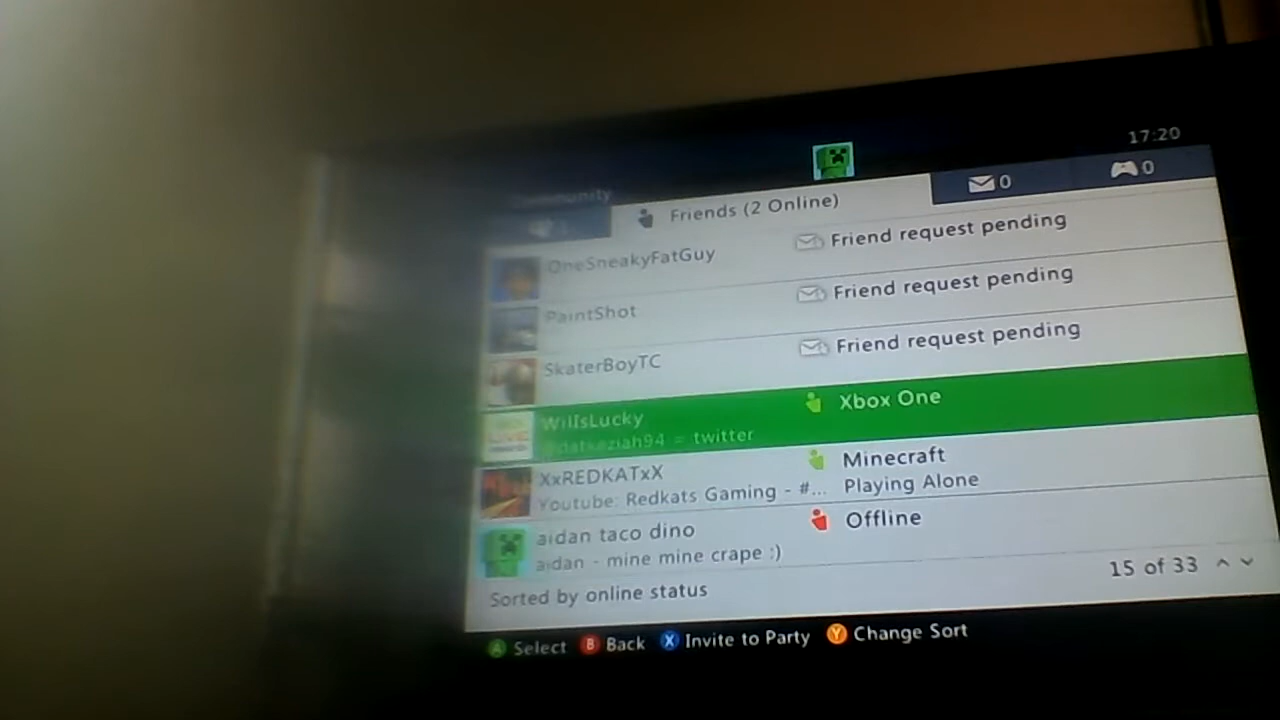 17:20
Friends (2 Online)
0
0
OneSneakyFatGuy
Friend request pending
PaintShot
Friend request pending
SkaterBoyTC
Friend request pending
WillsLucky
Xbox One
@datkeziah94 = twitter
XxREDKATxX
Minecraft
Youtube: Redkats Gaming - #...
Playing Alone
aidan taco dino
Offline
aidan - mine mine crape :)
Sorted by online status
15 of 33
A Select B Back X Invite to Party Y Change Sort